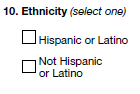 10. Ethnicity (select one)
Hispanic or Latino
Not Hispanic
or Latino